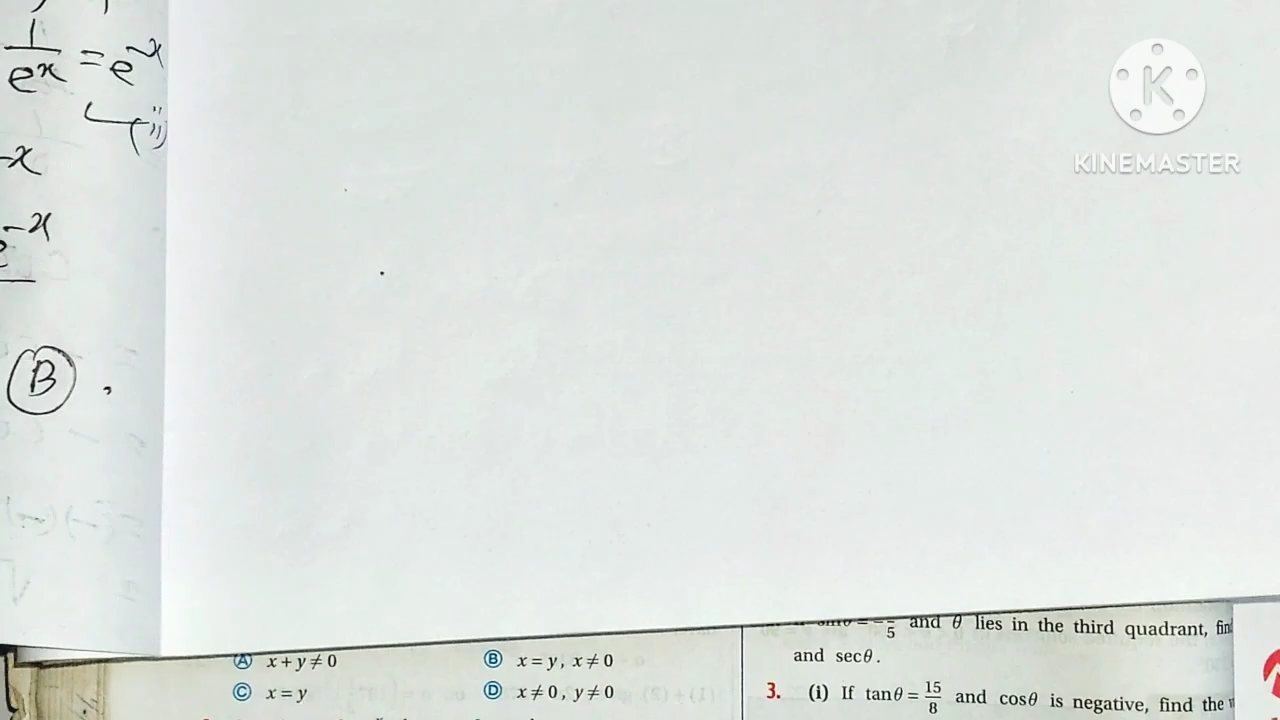 1/e^x = e^-x
(ii)
-x
e^-x
B .
KINEMASTER
and θ lies in the third quadrant,
and secθ.
A x+y≠0 B x=y, x≠0
C x=y D x≠0, y≠0
3. (i) If tanθ= 15/8 and cosθ is negative, find the